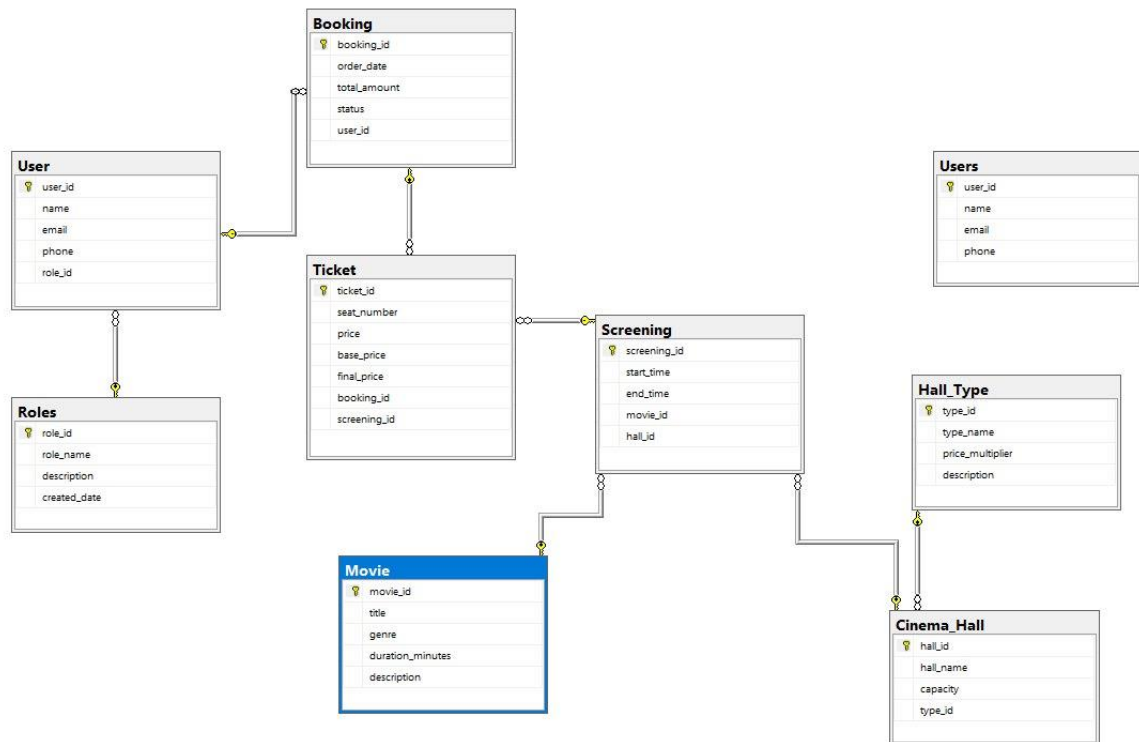 Booking
booking_id
order_date
total_amount
status
user_id
User
user_id
name
email
phone
role_id
Users
user_id
name
email
phone
Ticket
ticket_id
seat_number
price
base_price
final_price
booking_id
screening_id
Screening
screening_id
start_time
end_time
movie_id
hall_id
Roles
role_id
role_name
description
created_date
Hall_Type
type_id
type_name
price_multiplier
description
Movie
movie_id
title
genre
duration_minutes
description
Cinema_Hall
hall_id
hall_name
capacity
type_id